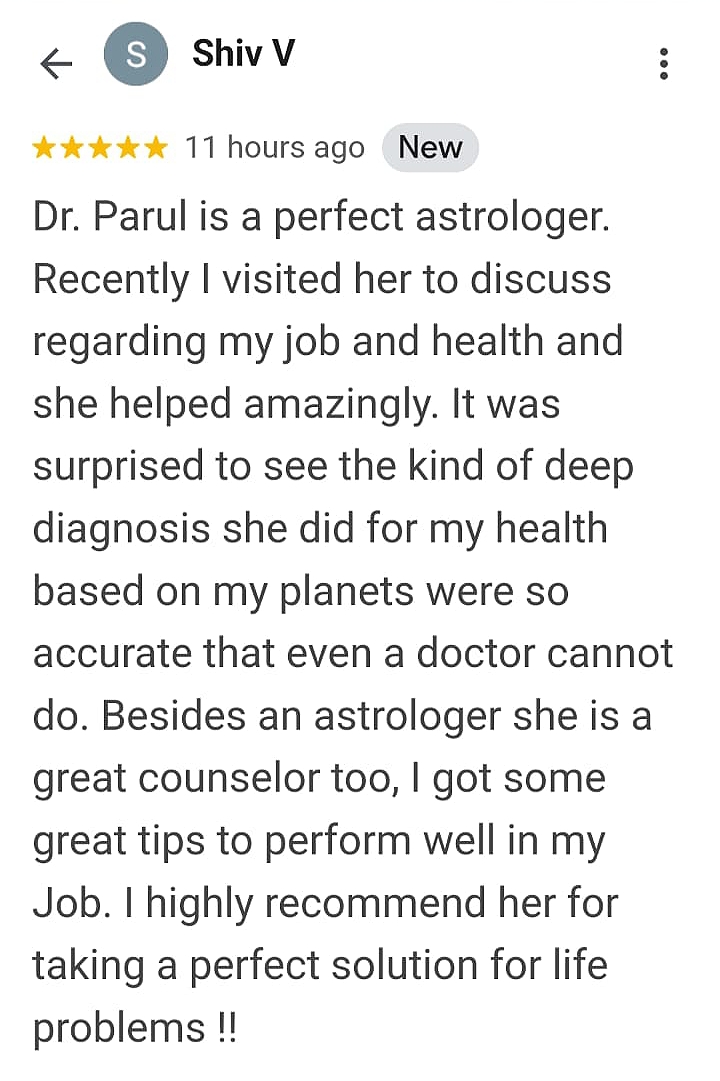 S
Shiv V
11 hours ago New
Dr. Parul is a perfect astrologer.
Recently I visited her to discuss
regarding my job and health and
she helped amazingly. It was
surprised to see the kind of deep
diagnosis she did for my health
based on my planets were so
accurate that even a doctor cannot
do. Besides an astrologer she is a
great counselor too, I got some
great tips to perform well in my
Job. I highly recommend her for
taking a perfect solution for life
problems !!